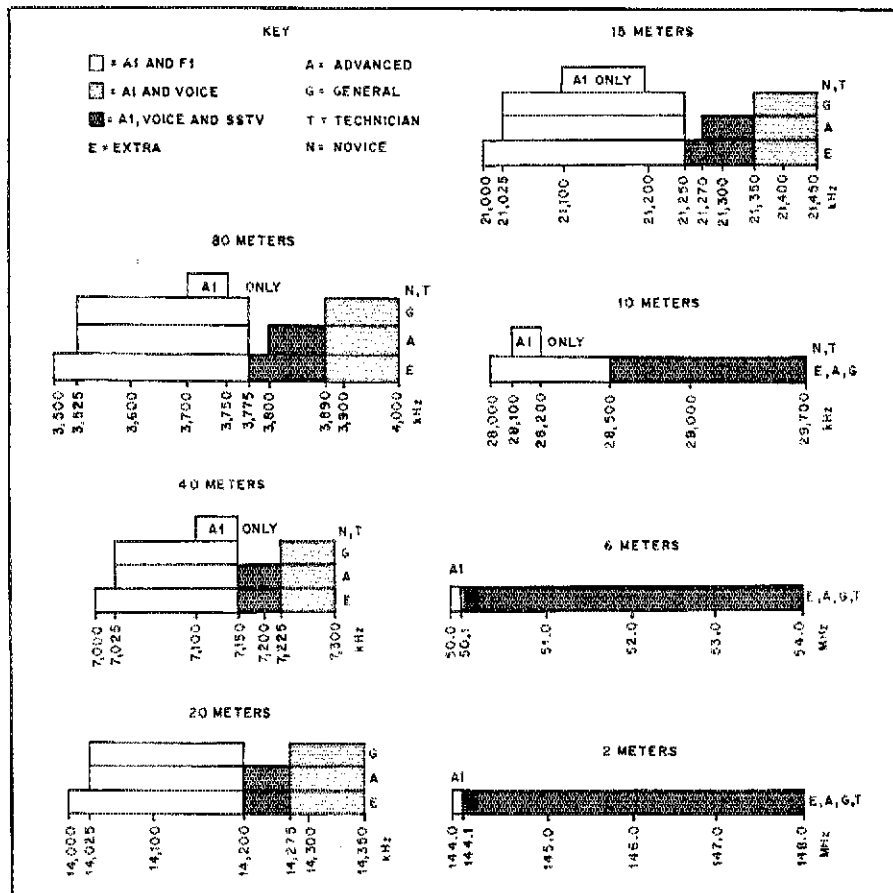 KEY
= A1 AND F1
= A1 AND VOICE
= A1, VOICE AND SSTV
E = EXTRA
A = ADVANCED
G = GENERAL
T = TECHNICIAN
N = NOVICE
15 METERS
A1 ONLY
N,T
G
A
E
21,000
21,025
21,100
21,200
21,250
21,270
21,300
21,350
21,400
21,450
kHz
80 METERS
A1 ONLY
N,T
G
A
E
3,500
3,525
3,600
3,700
3,750
3,775
3,800
3,890
3,900
4,000
kHz
10 METERS
A1 ONLY
N,T
E,A,G
28,000
28,100
28,200
28,500
29,000
29,700
kHz
40 METERS
A1 ONLY
N,T
G
A
E
7,000
7,025
7,100
7,150
7,200
7,225
7,300
kHz
6 METERS
A1
E,A,G,T
50.0
50.1
51.0
52.0
53.0
54.0
MHz
20 METERS
G
A
E
14,000
14,025
14,100
14,200
14,275
14,300
14,350
kHz
2 METERS
A1
E,A,G,T
144.0
144.1
145.0
146.0
147.0
148.0
MHz